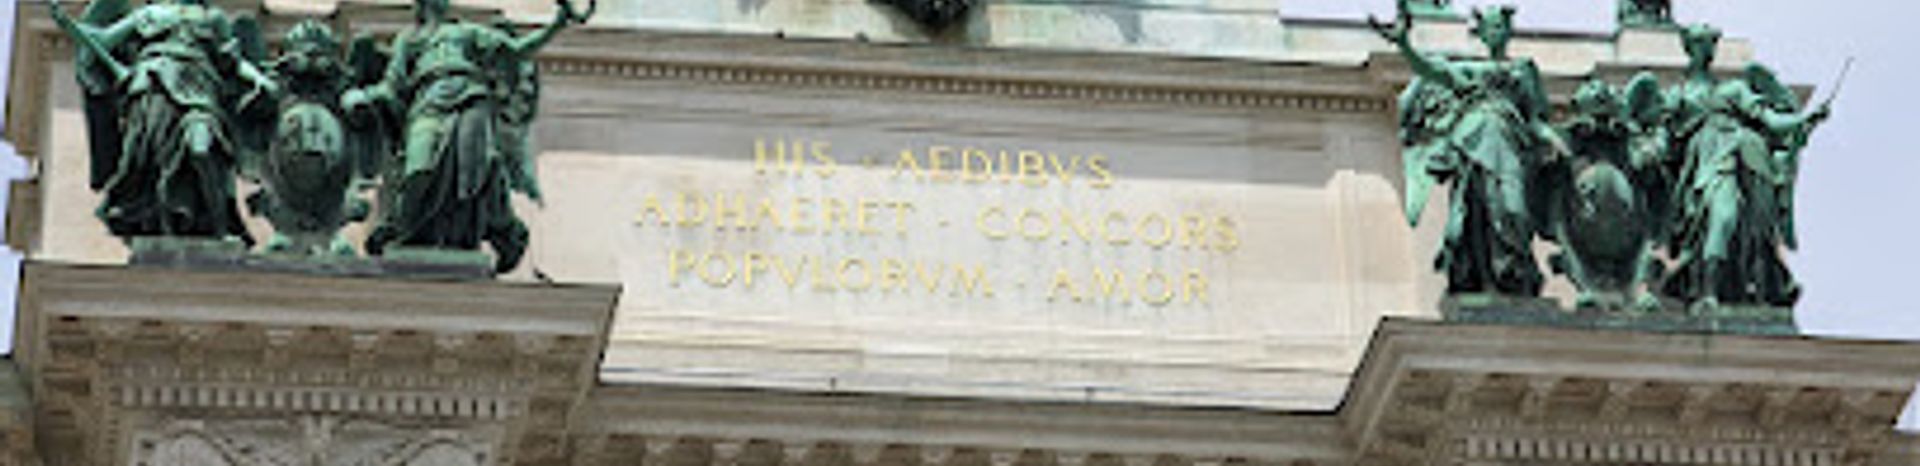 HIS · AEDIBVS
ADHAERET · CONCORS
POPVLORVM · AMOR